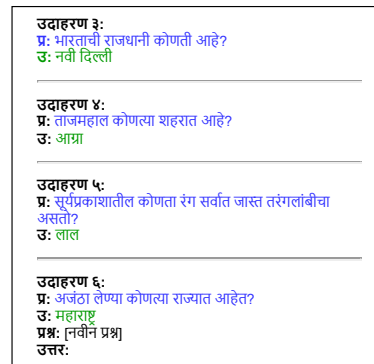 उदाहरण ३:
प्र: भारताची राजधानी कोणती आहे?
उ: नवी दिल्ली
उदाहरण ४:
प्र: ताजमहाल कोणत्या शहरात आहे?
उ: आग्रा
उदाहरण ५:
प्र: सूर्यप्रकाशातील कोणता रंग सर्वात जास्त तरंगलांबीचा
असतो?
उ: लाल
उदाहरण ६:
प्र: अजंठा लेण्या कोणत्या राज्यात आहेत?
उ: महाराष्ट्र
प्रश्न: [नवीन प्रश्न]
उत्तर: